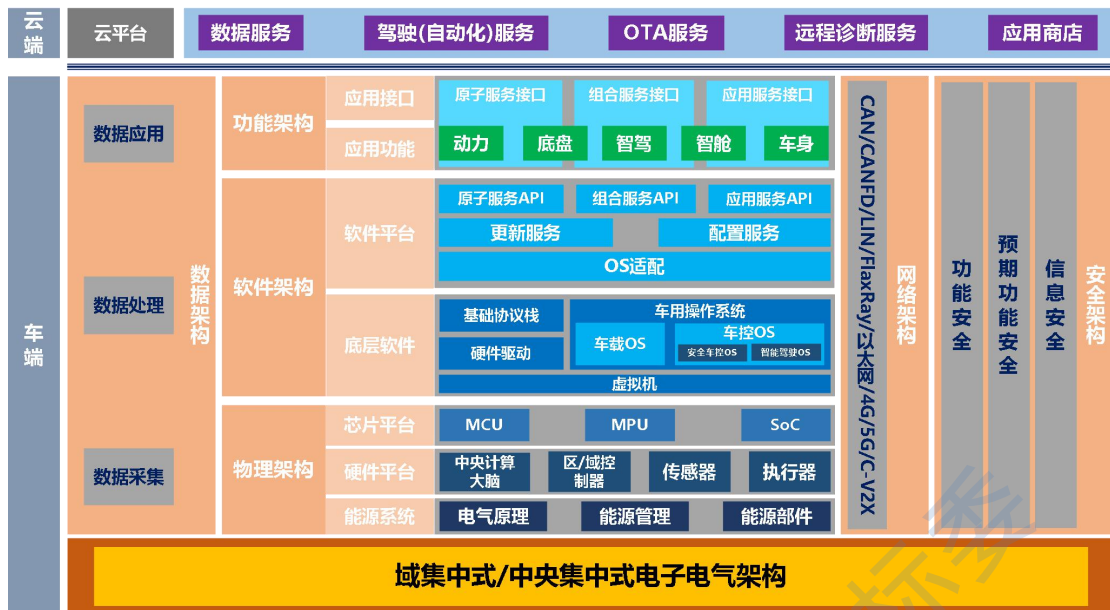 云端
云平台
数据服务
驾驶(自动化)服务
OTA服务
远程诊断服务
应用商店
车端
数据应用
数据处理
数据采集
数据架构
功能架构
应用接口
原子服务接口
组合服务接口
应用服务接口
应用功能
动力
底盘
智驾
智舱
车身
软件架构
软件平台
原子服务API
组合服务API
应用服务API
更新服务
配置服务
OS适配
底层软件
基础协议栈
硬件驱动
车用操作系统
车载OS
车控OS
安全车控OS
智能驾驶OS
虚拟机
物理架构
芯片平台
MCU
MPU
SoC
硬件平台
中央计算
大脑
区/域控
制器
传感器
执行器
能源系统
电气原理
能源管理
能源部件
CAN/CANFD/LIN/FlaxRay/以太网/4G/5G/C-V2X
网络架构
功能安全
预期功能安全
信息安全
安全架构
域集中式/中央集中式电子电气架构
标委